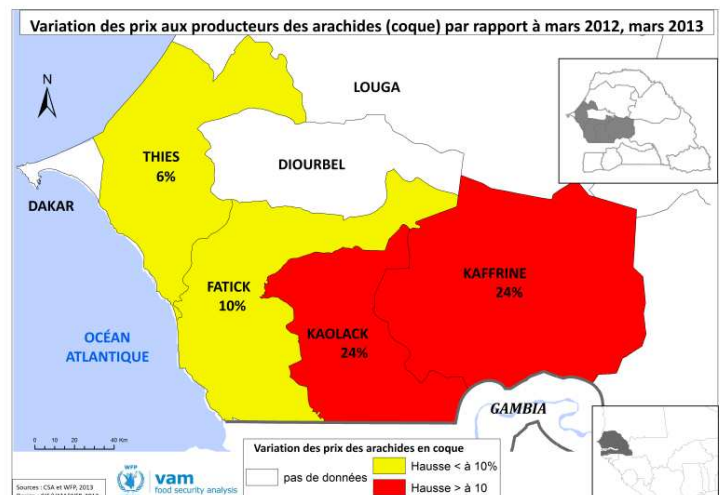 Variation des prix aux producteurs des arachides (coque) par rapport à mars 2012, mars 2013
N
LOUGA
THIES
6%
DIOURBEL
DAKAR
KAFFRINE
24%
FATICK
10%
KAOLACK
24%
OCÉAN
ATLANTIQUE
GAMBIA
0 10 20 40 Km
Variation des prix des arachides en coque
pas de données
Hausse < à 10%
Hausse > à 10
WFP
vam
food security analysis
Sources : CSA et WFP, 2013